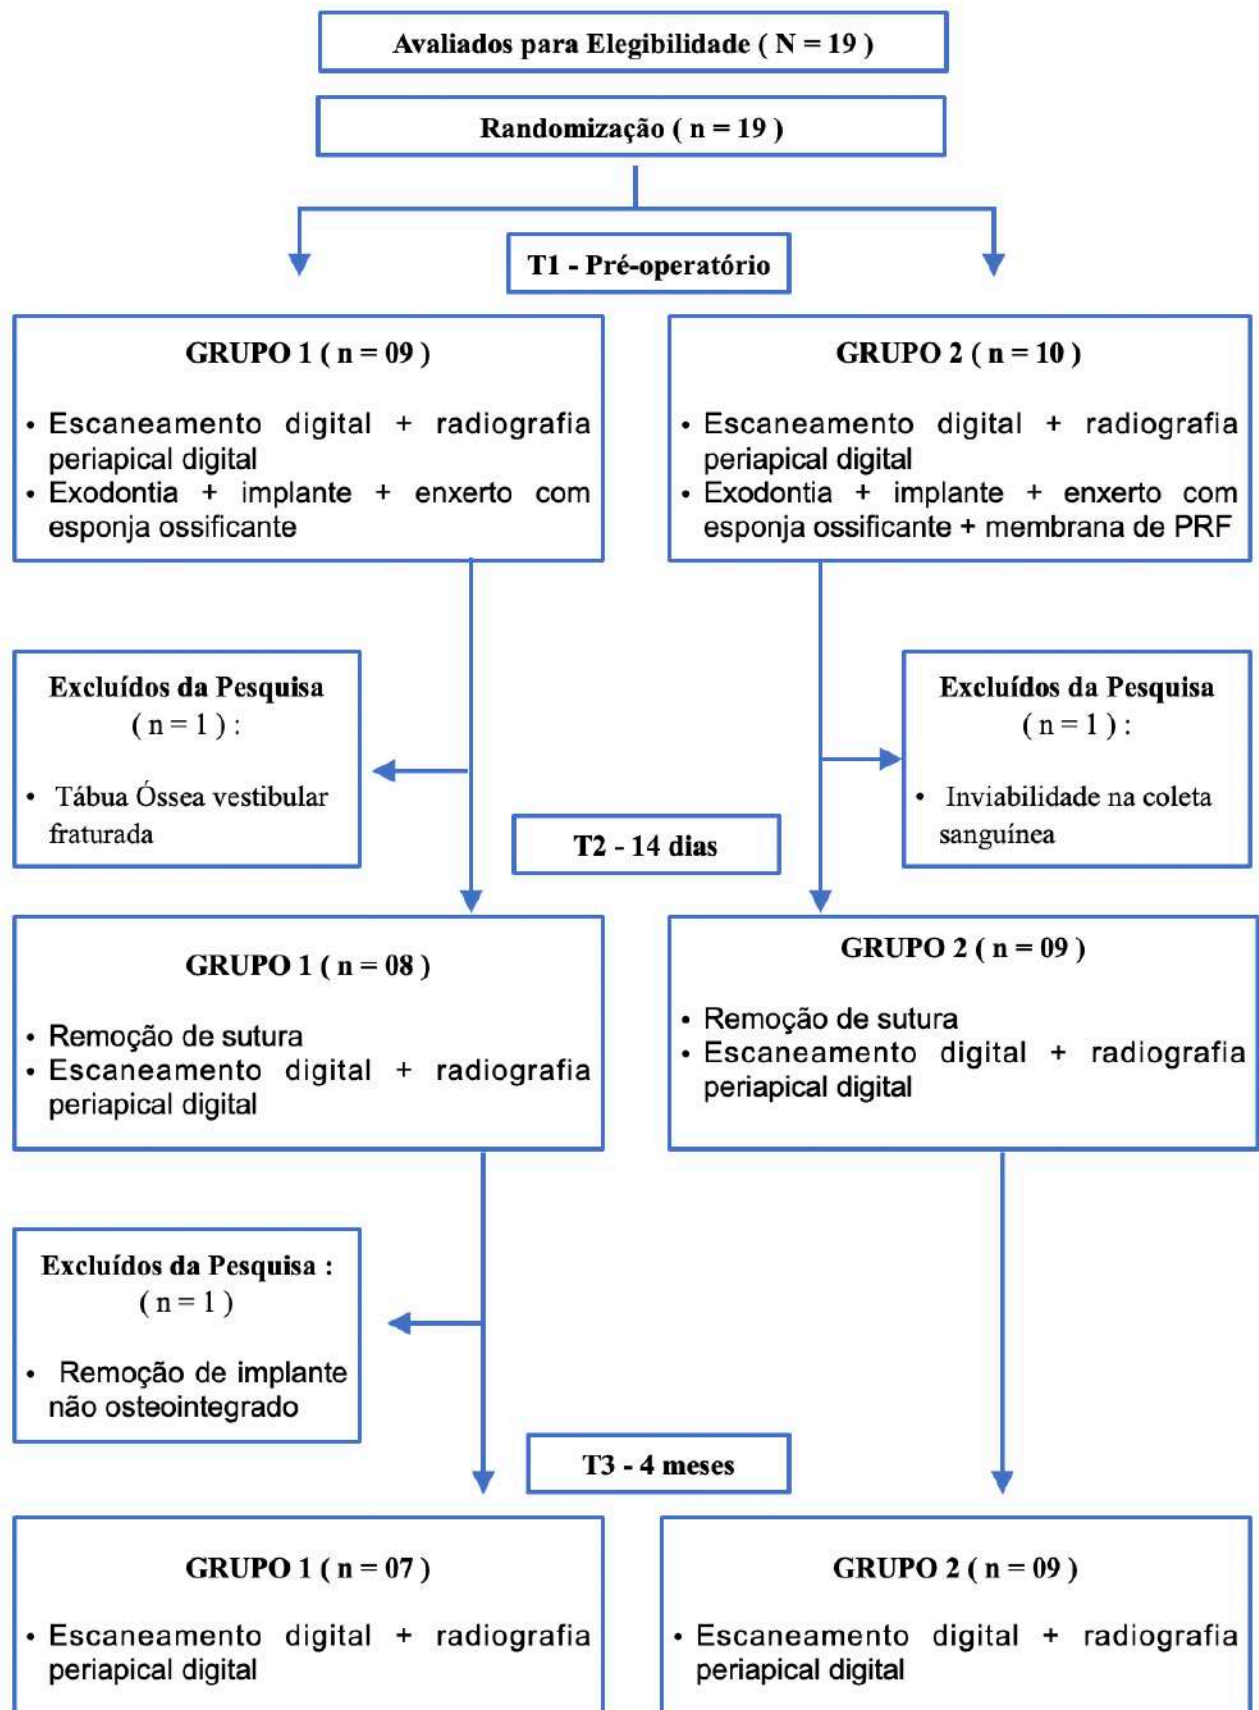 Avaliados para Elegibilidade ( N = 19 )
Randomização ( n = 19 )
T1 - Pré-operatório
GRUPO 1 ( n = 09 )
• Escaneamento digital + radiografia
periapical digital
• Exodontia + implante + enxerto com
esponja ossificante
GRUPO 2 ( n = 10 )
• Escaneamento digital + radiografia
periapical digital
• Exodontia + implante + enxerto com
esponja ossificante + membrana de PRF
Excluídos da Pesquisa
( n = 1 ) :
• Tábua Óssea vestibular
fraturada
Excluídos da Pesquisa
( n = 1 ) :
• Inviabilidade na coleta
sanguínea
T2 - 14 dias
GRUPO 1 ( n = 08 )
• Remoção de sutura
• Escaneamento digital + radiografia
periapical digital
GRUPO 2 ( n = 09 )
• Remoção de sutura
• Escaneamento digital + radiografia
periapical digital
Excluídos da Pesquisa :
( n = 1 )
• Remoção de implante
não osteointegrado
T3 - 4 meses
GRUPO 1 ( n = 07 )
• Escaneamento digital + radiografia
periapical digital
GRUPO 2 ( n = 09 )
• Escaneamento digital + radiografia
periapical digital